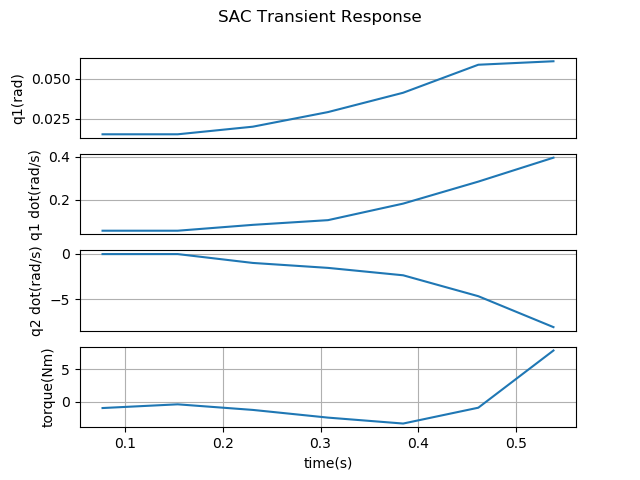 SAC Transient Response
q1(rad)
0.050
0.025
q1 dot(rad/s)
0.4
0.2
q2 dot(rad/s)
0
−5
torque(Nm)
5
0
0.1 0.2 0.3 0.4 0.5
time(s)